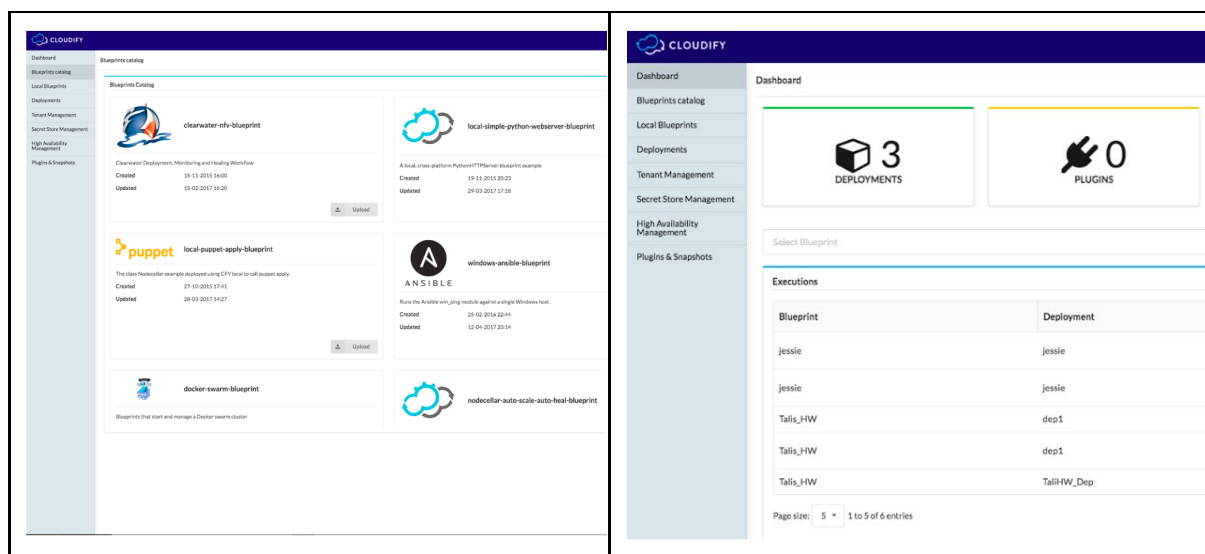 CLOUDIFY
Dashboard
Blueprints catalog
Local Blueprints
Deployments
Tenant Management
Secret Store Management
High Availability
Management
Plugins & Snapshots
Blueprints catalog
Blueprints Catalog
clearwater-nfv-blueprint
Clearwater Deployment, Monitoring and Healing Workflow
Created 15-11-2015 16:00
Updated 15-02-2017 16:20
Upload
local-simple-python-webserver-blueprint
A local, cross-platform PythonHTTPServer blueprint example
Created 19-11-2015 20:23
Updated 29-03-2017 17:18
puppet
local-puppet-apply-blueprint
The class Nodecellar example deployed using CFY local to call puppet apply.
Created 27-10-2015 17:41
Updated 28-03-2017 14:27
Upload
ANSIBLE
windows-ansible-blueprint
Runs the Ansible win_ping module against a single Windows host
Created 25-02-2016 22:44
Updated 12-04-2017 20:14
docker-swarm-blueprint
Blueprints that start and manage a Docker swarm cluster
nodecellar-auto-scale-auto-heal-blueprint
CLOUDIFY
Dashboard
Blueprints catalog
Local Blueprints
Deployments
Tenant Management
Secret Store Management
High Availability
Management
Plugins & Snapshots
Dashboard
3
DEPLOYMENTS
0
PLUGINS
Select Blueprint
Executions
Blueprint Deployment
jessie jessie
jessie jessie
Talis_HW dep1
Talis_HW dep1
Talis_HW TaliHW_Dep
Page size: 5 1 to 5 of 6 entries